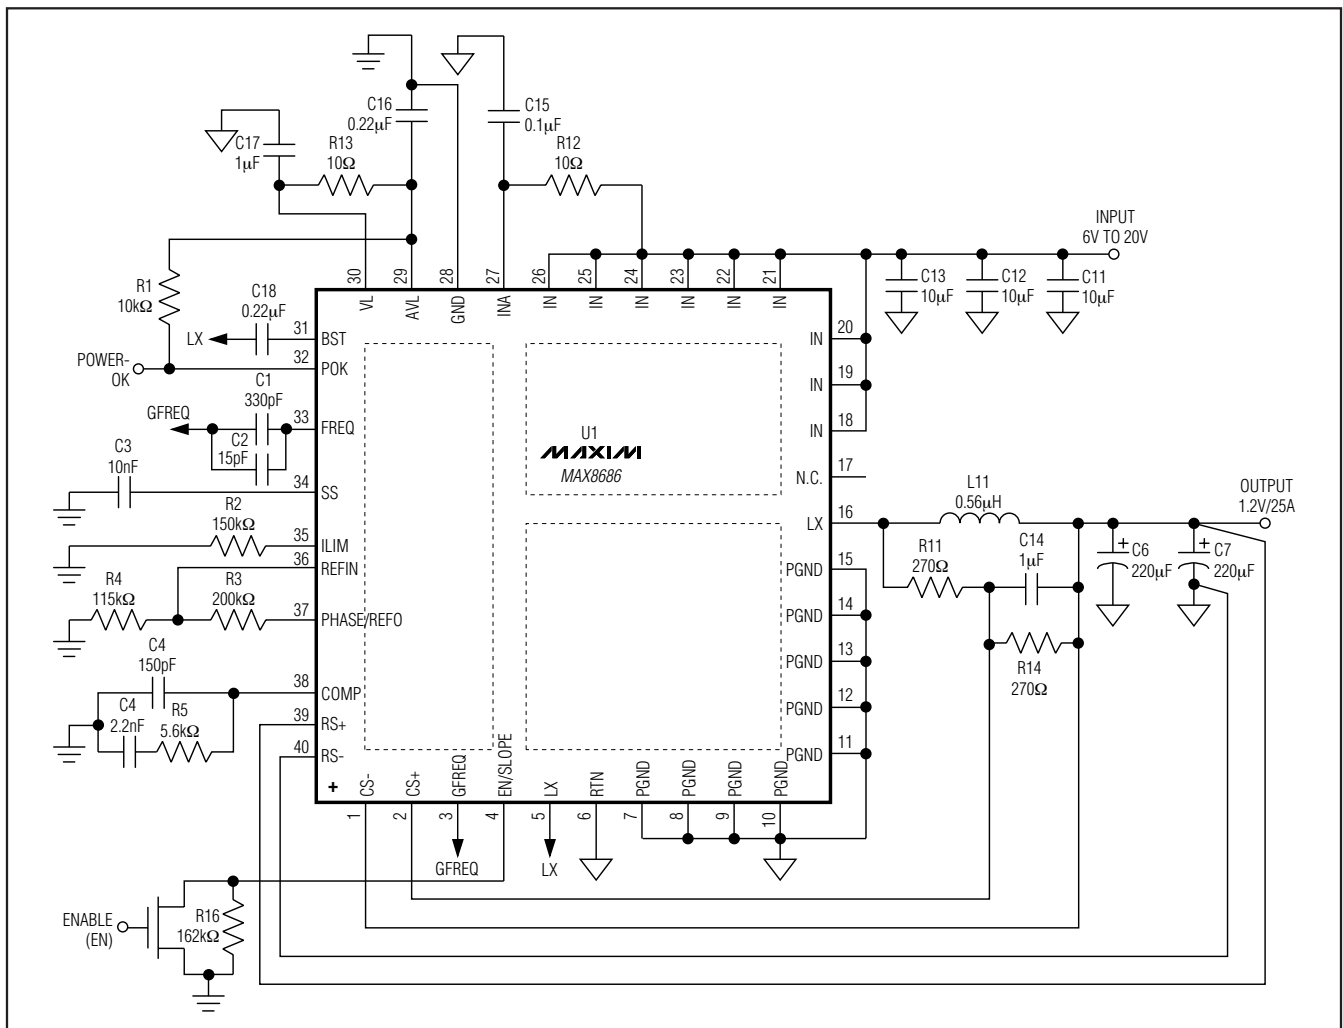 C17
1µF
R13
10Ω
C16
0.22µF
C15
0.1µF
R12
10Ω
INPUT
6V TO 20V
R1
10kΩ
C18
0.22µF
LX
POWER-
OK
C13
10µF
C12
10µF
C11
10µF
30
29
28
27
26
25
24
23
22
21
VL
AVL
GND
INA
IN
IN
IN
IN
IN
IN
31
BST
32
POK
C1
330pF
GFREQ
33
FREQ
C2
15pF
C3
10nF
34
SS
R2
150kΩ
35
ILIM
36
REFIN
R4
115kΩ
R3
200kΩ
37
PHASE/REFO
C4
150pF
38
COMP
C4
2.2nF
R5
5.6kΩ
39
RS+
40
RS-
U1
MAXIM
MAX8686
IN
20
IN
19
IN
18
N.C.
17
LX
16
PGND
15
PGND
14
PGND
13
PGND
12
PGND
11
L11
0.56µH
R11
270Ω
C14
1µF
R14
270Ω
+
C6
220µF
+
C7
220µF
OUTPUT
1.2V/25A
+
CS-
CS+
GFREQ
EN/SLOPE
LX
RTN
PGND
PGND
PGND
PGND
1
2
3
4
5
6
7
8
9
10
GFREQ
LX
ENABLE
(EN)
R16
162kΩ